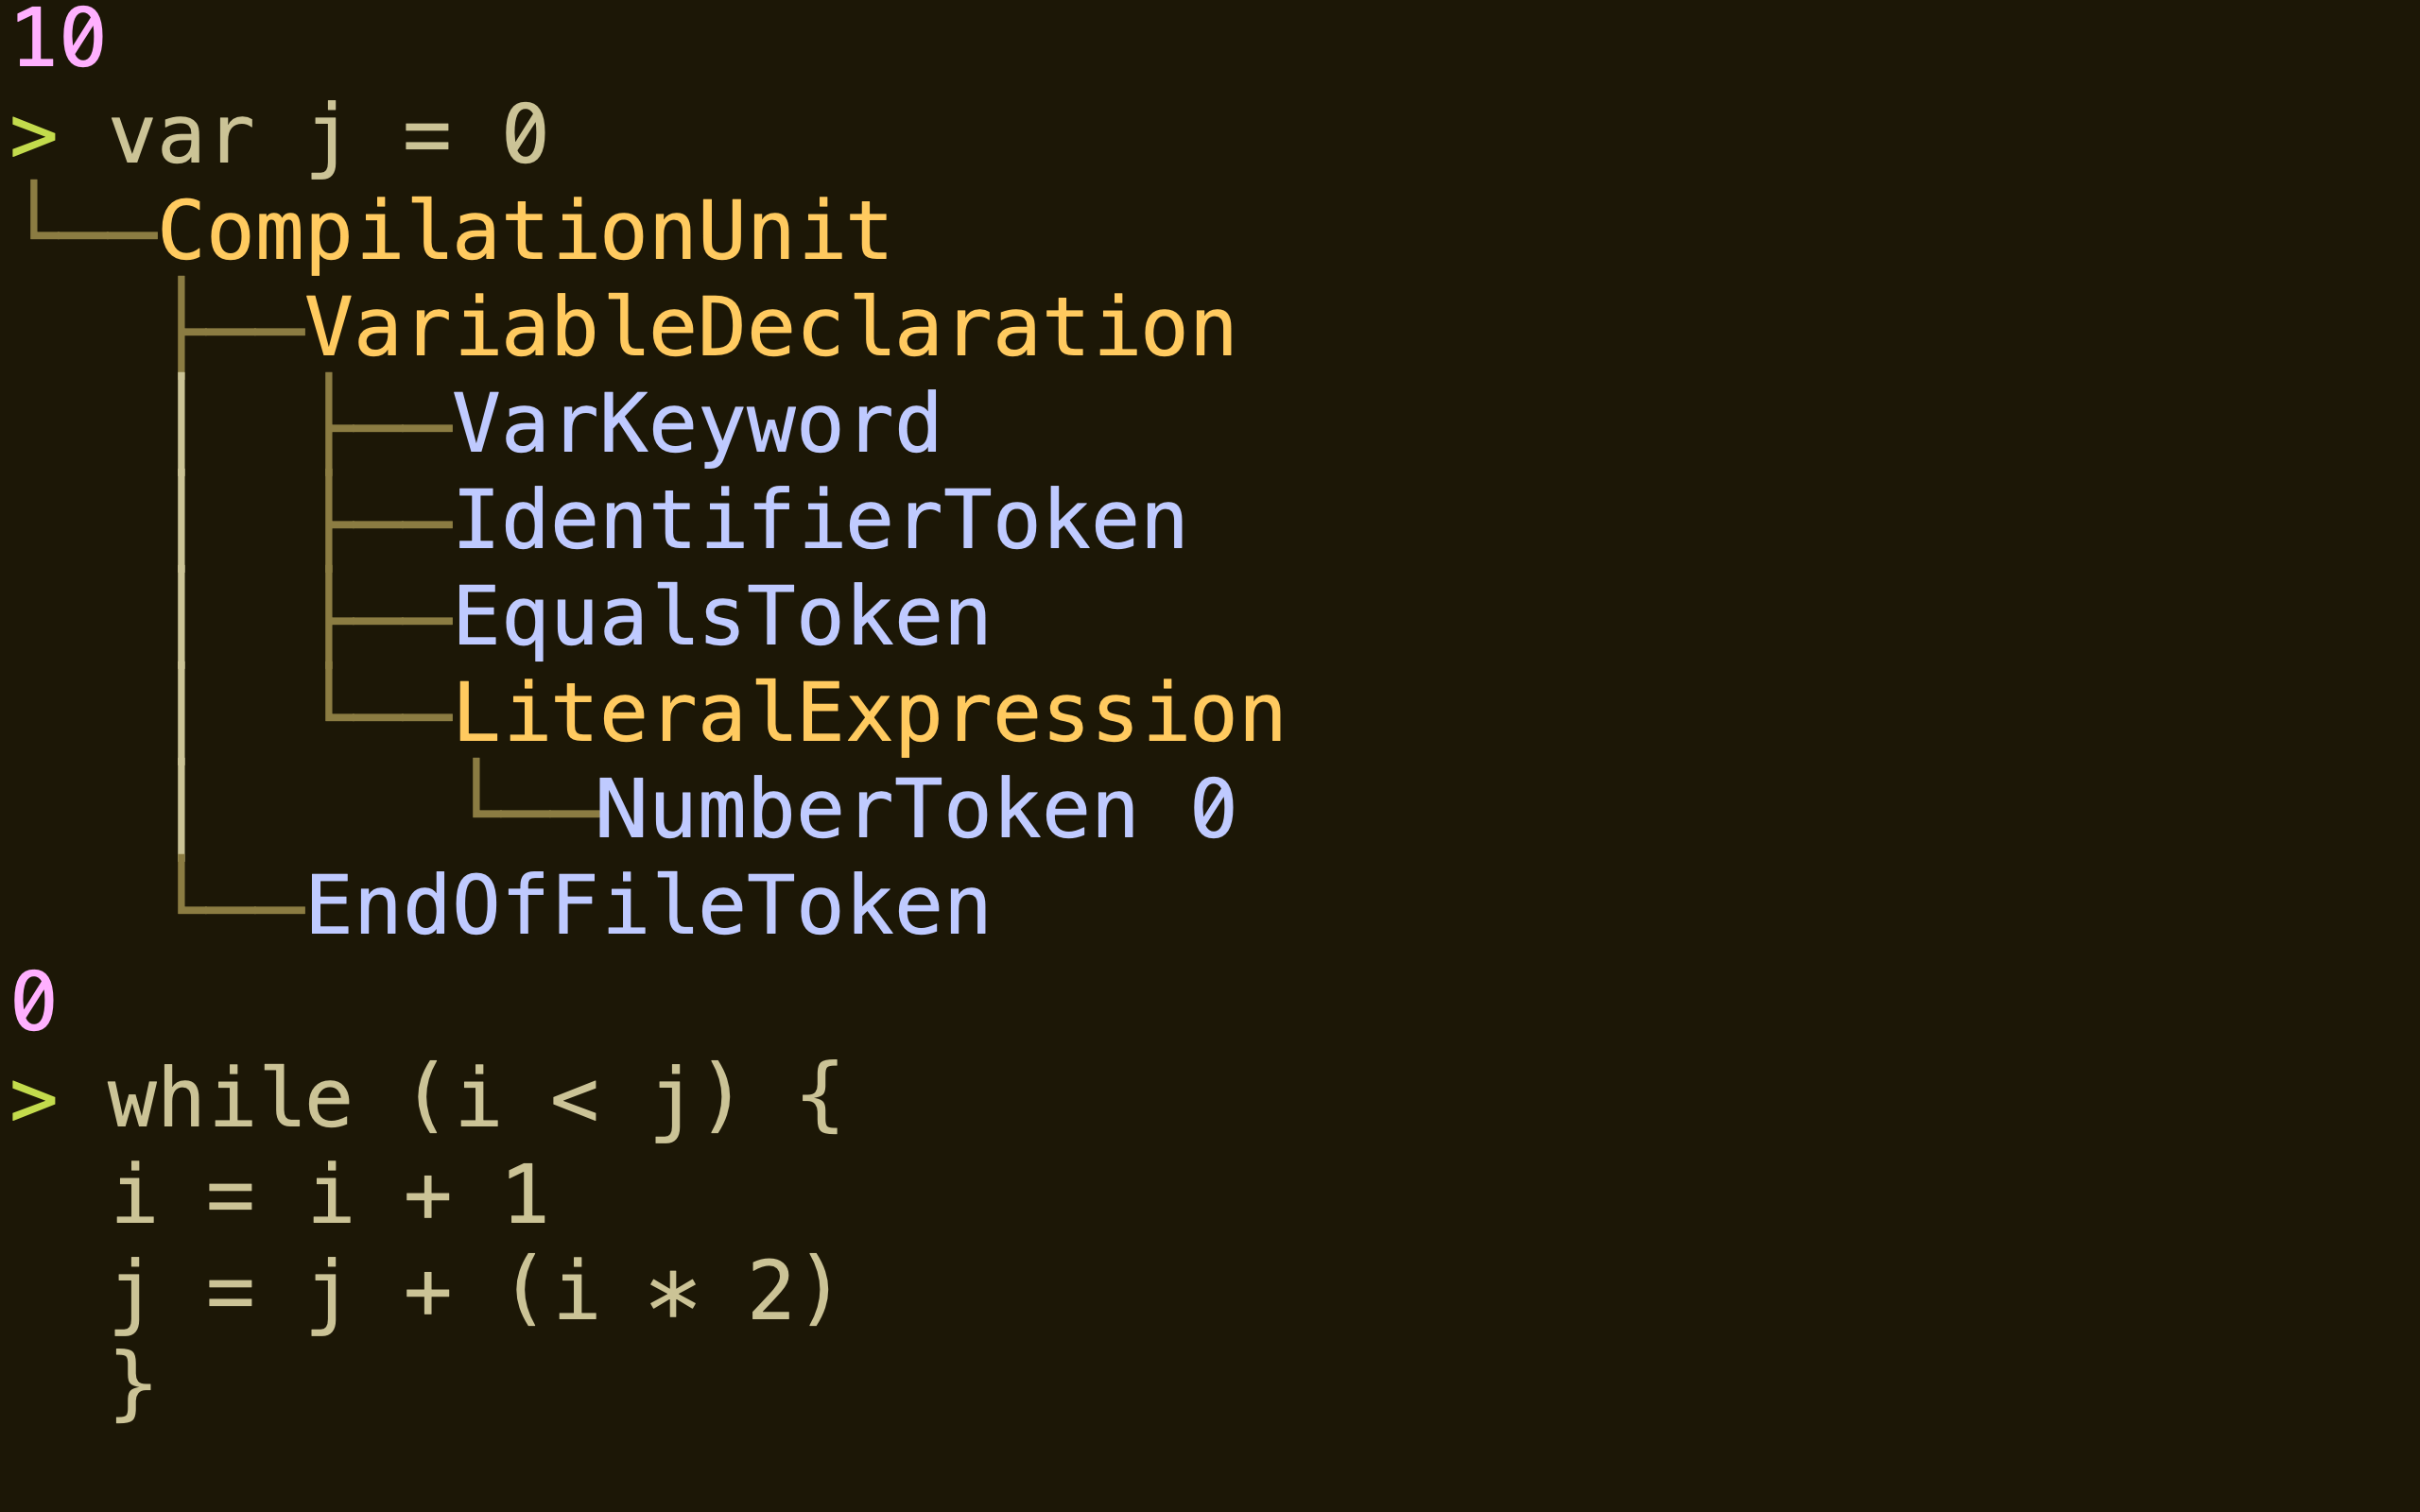 10
> var j = 0
└──CompilationUnit
   ├──VariableDeclaration
   │  ├──VarKeyword
   │  ├──IdentifierToken
   │  ├──EqualsToken
   │  └──LiteralExpression
   │     └──NumberToken 0
   └──EndOfFileToken
0
> while (i < j) {
  i = i + 1
  j = j + (i * 2)
  }